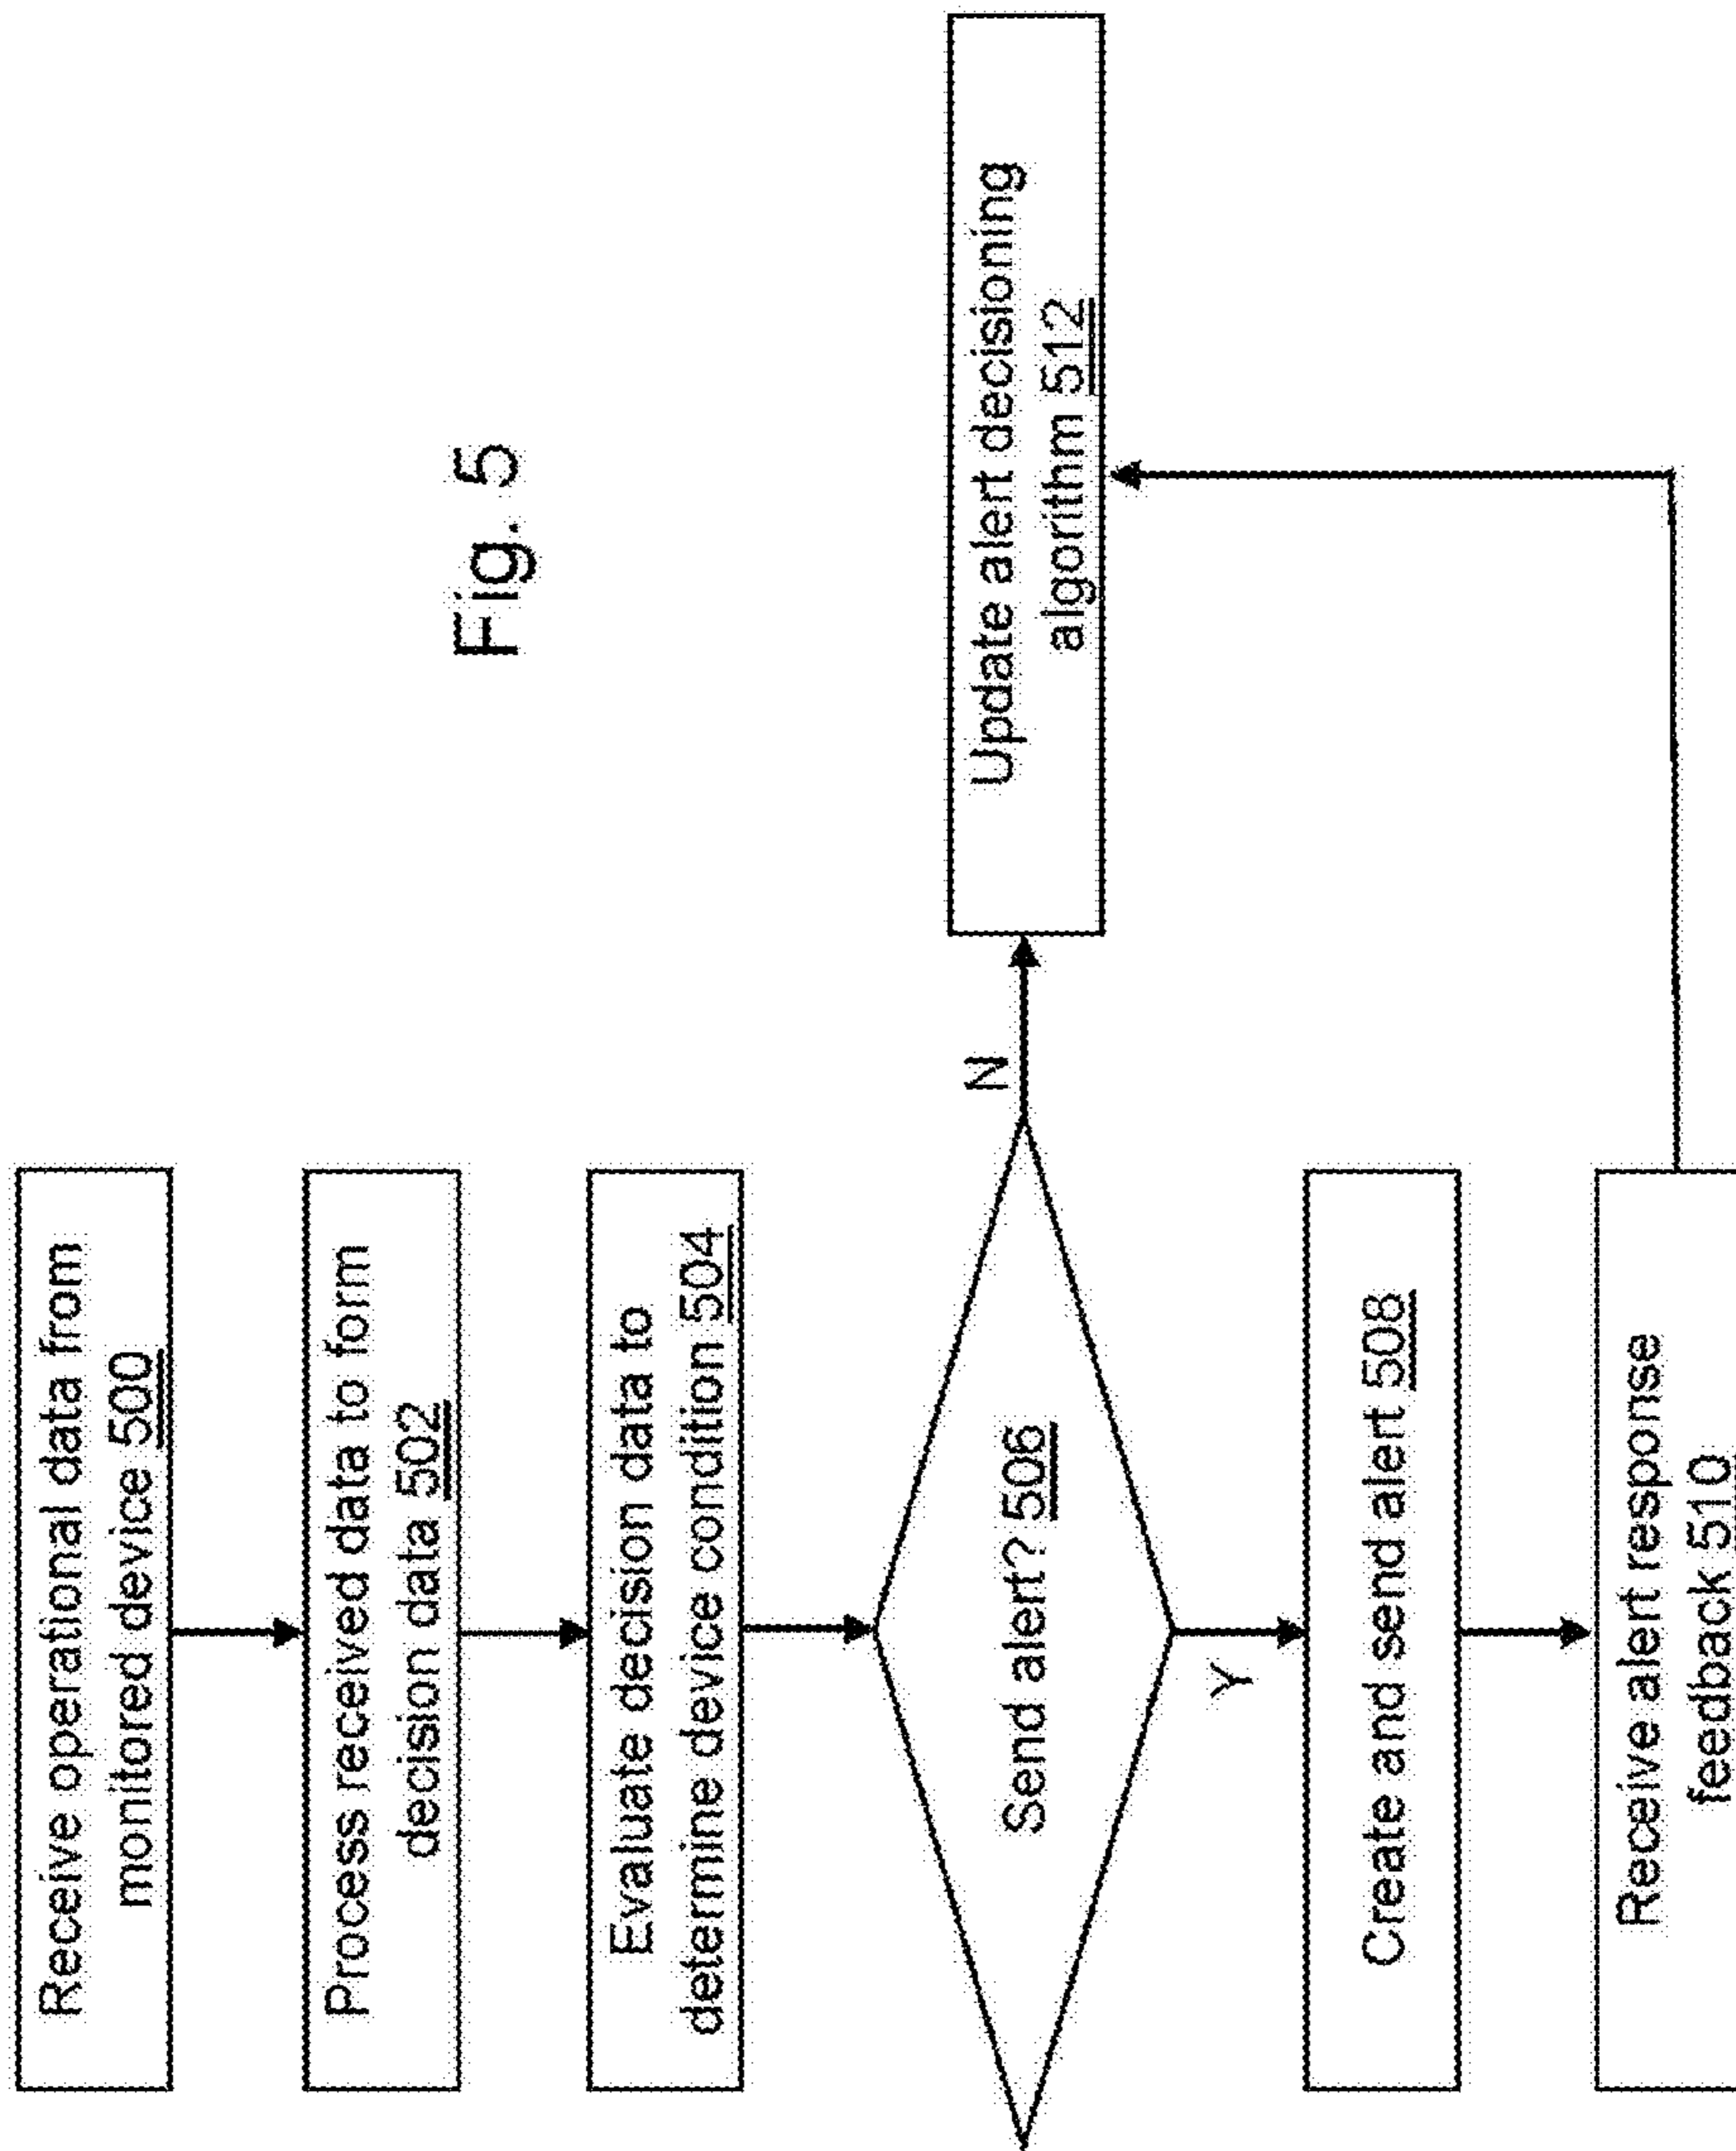 Receive operational data from
monitored device 500
Process received data to form
decision data 502
Evaluate decision data to
determine device condition 504
Send alert? 506
N
Y
Update alert decisioning
algorithm 512
Create and send alert 508
Receive alert response
feedback 510
Fig. 5